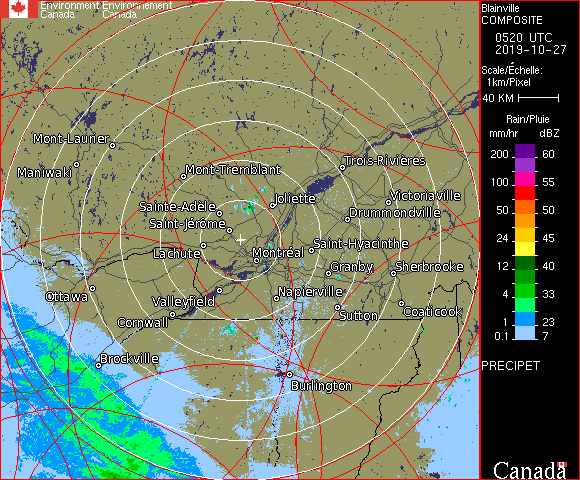 Environment Environnement
Canada Canada
Blainville
COMPOSITE
0520 UTC
2019-10-27
Scale/Échelle:
1km/Pixel
40 KM
Rain/Pluie
mm/hr dBZ
200 60
100 55
50 50
24 45
12 40
4 33
1 23
0.1 7
PRECIPET
Mont-Laurier
Maniwaki
Mont-Tremblant
Trois-Rivières
Sainte-Adèle
Joliette
Victoriaville
Drummondville
Saint-Jérôme
Lachute
Montréal
Saint-Hyacinthe
Granby
Sherbrooke
Ottawa
Valleyfield
Napierville
Cornwall
Sutton
Coaticook
Brockville
Burlington
Canada